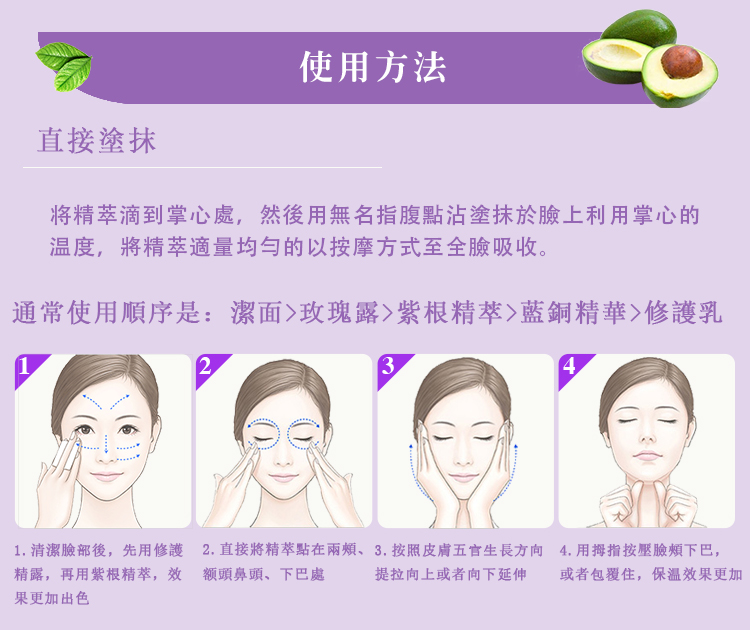 使用方法
直接塗抹
将精萃滴到掌心處，然後用無名指腹點沾塗抹於臉上利用掌心的
温度，將精萃適量均勻的以按摩方式至全臉吸收。
通常使用順序是：潔面>玫瑰露>紫根精萃>藍銅精華>修護乳
1
2
3
4
1. 清潔臉部後，先用修護
精露，再用紫根精萃，效
果更加出色
2. 直接將精萃點在兩頰、
额頭鼻頭、下巴處
3. 按照皮膚五官生長方向
提拉向上或者向下延伸
4. 用拇指按壓臉頰下巴，
或者包覆住，保溫效果更加